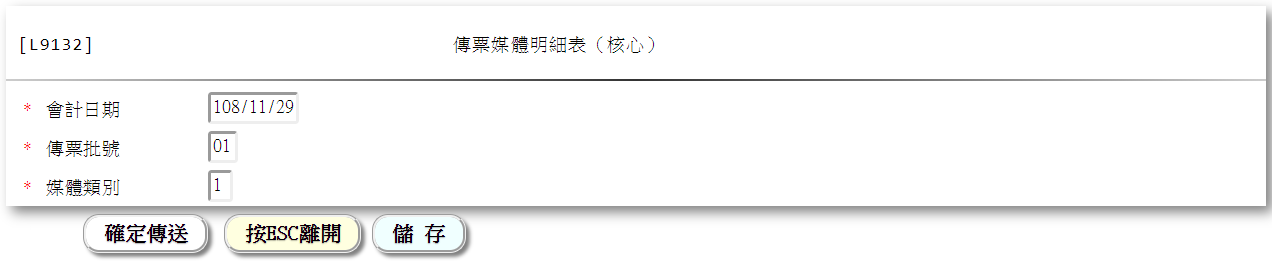 [L9132] 傳票媒體明細表（核心）
* 會計日期 108/11/29
* 傳票批號 01
* 媒體類別 1
確定傳送 按ESC離開 儲 存